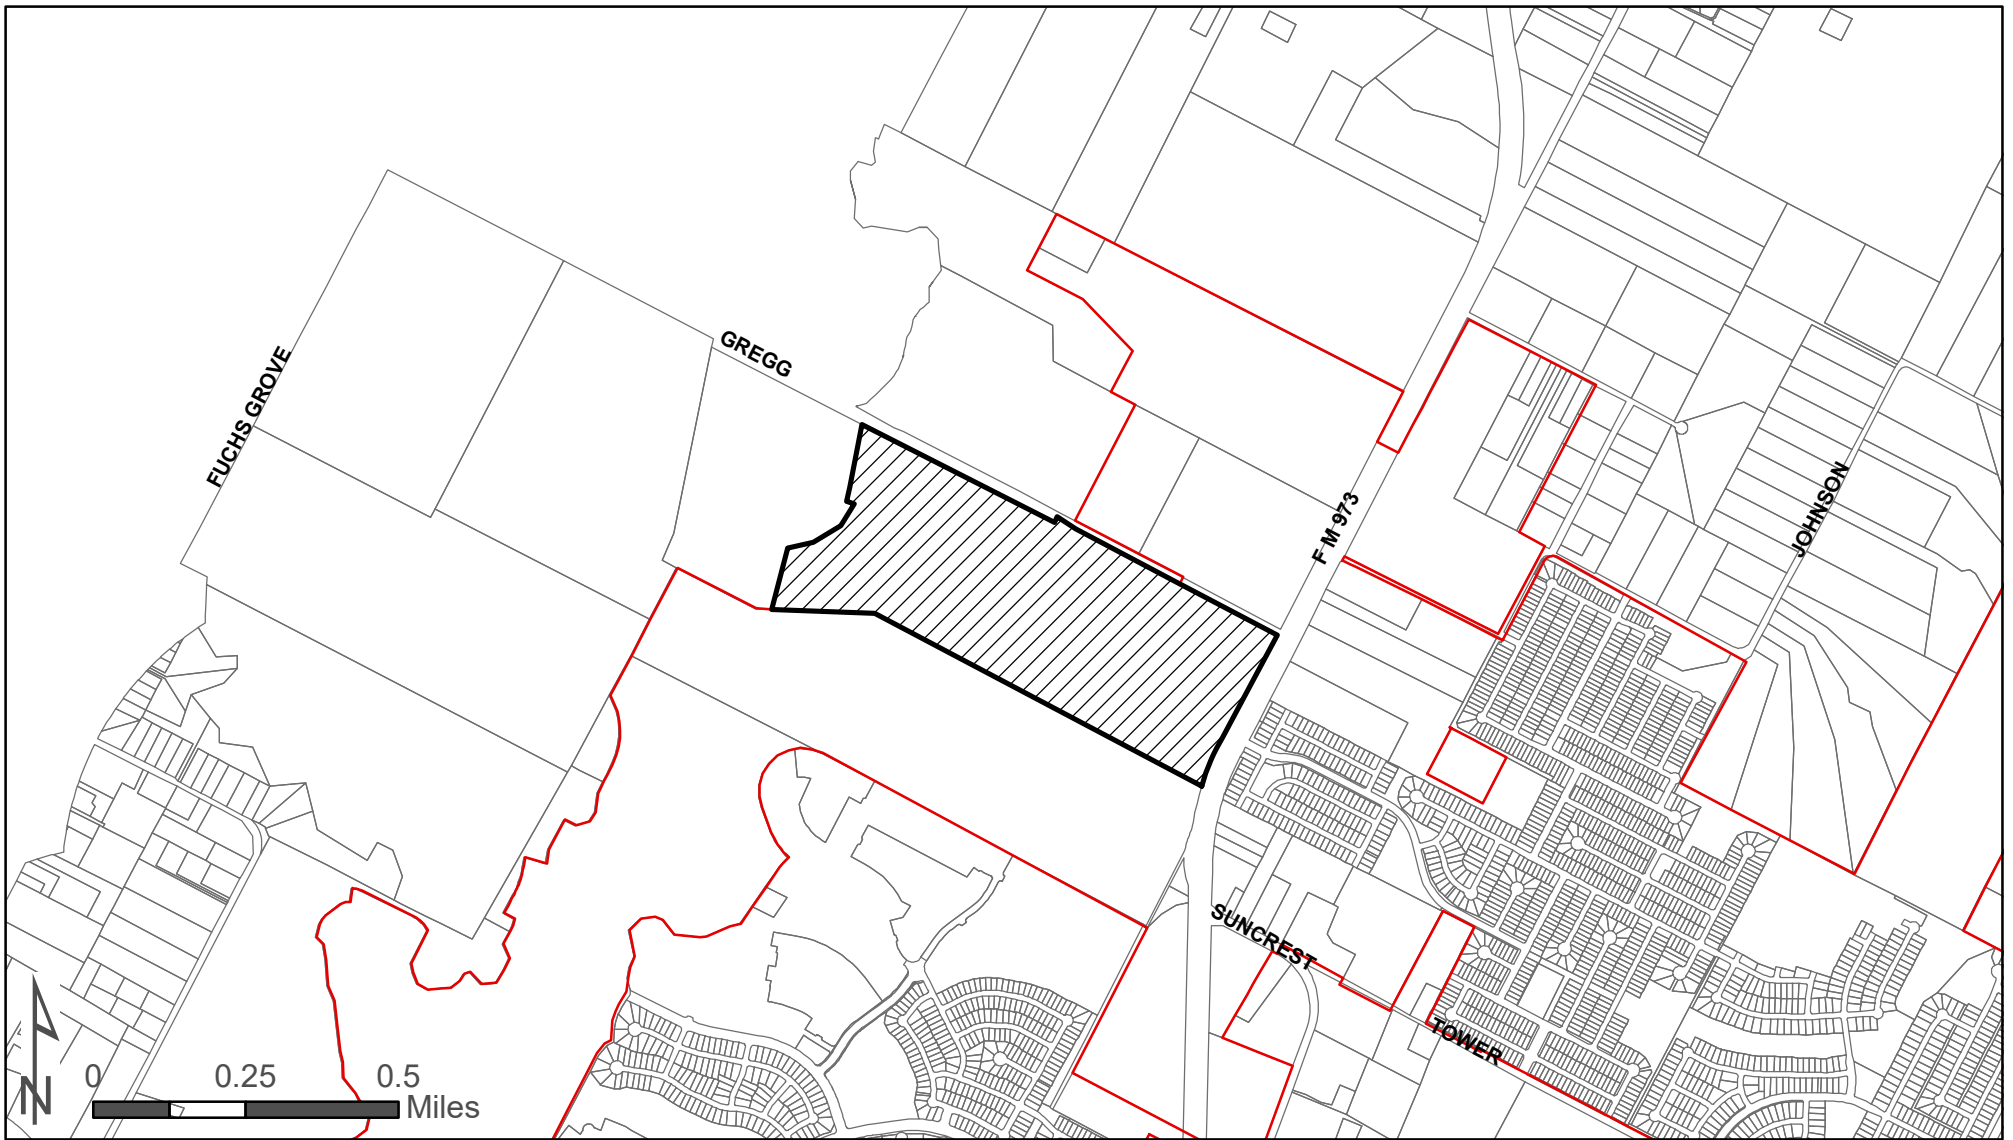 GREGG
FUCHS GROVE
F M 973
JOHNSON
SUNCREST
TOWER
N
0 0.25 0.5
Miles